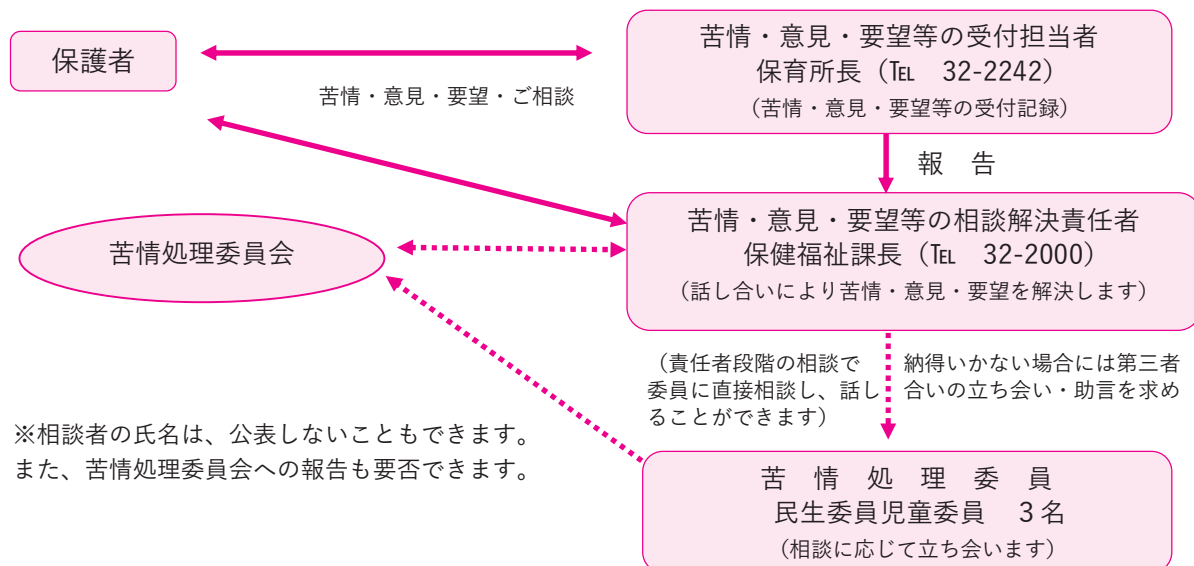 保護者
苦情・意見・要望・ご相談
苦情・意見・要望等の受付担当者
保育所長（℡　32-2242）
（苦情・意見・要望等の受付記録）
報　告
苦情・意見・要望等の相談解決責任者
保健福祉課長（℡　32-2000）
（話し合いにより苦情・意見・要望を解決します）
苦情処理委員会
（責任者段階の相談で　納得いかない場合には第三者
委員に直接相談し、話し　合いの立ち会い・助言を求め
ることができます）
※相談者の氏名は、公表しないこともできます。
また、苦情処理委員会への報告も要否できます。
苦　情　処　理　委　員
民生委員児童委員　３名
（相談に応じて立ち会います）